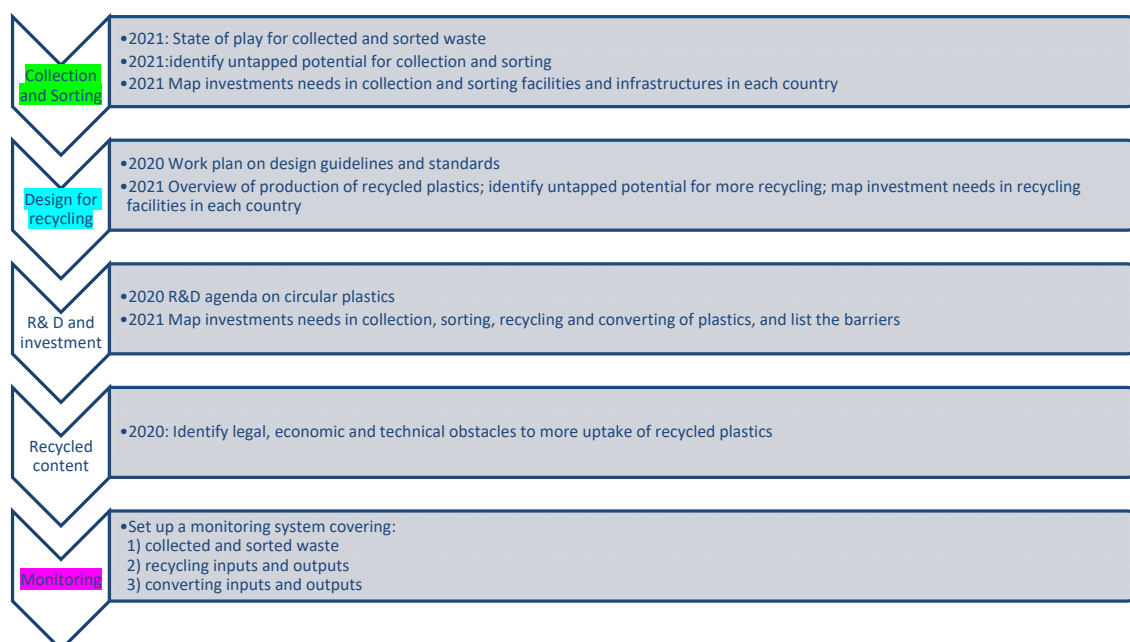 Collection
and Sorting
•2021: State of play for collected and sorted waste
•2021:identify untapped potential for collection and sorting
•2021 Map investments needs in collection and sorting facilities and infrastructures in each country
Design for
recycling
•2020 Work plan on design guidelines and standards
•2021 Overview of production of recycled plastics; identify untapped potential for more recycling; map investment needs in recycling
facilities in each country
R& D and
investment
•2020 R&D agenda on circular plastics
•2021 Map investments needs in collection, sorting, recycling and converting of plastics, and list the barriers
Recycled
content
•2020: Identify legal, economic and technical obstacles to more uptake of recycled plastics
Monitoring
•Set up a monitoring system covering:
1) collected and sorted waste
2) recycling inputs and outputs
3) converting inputs and outputs